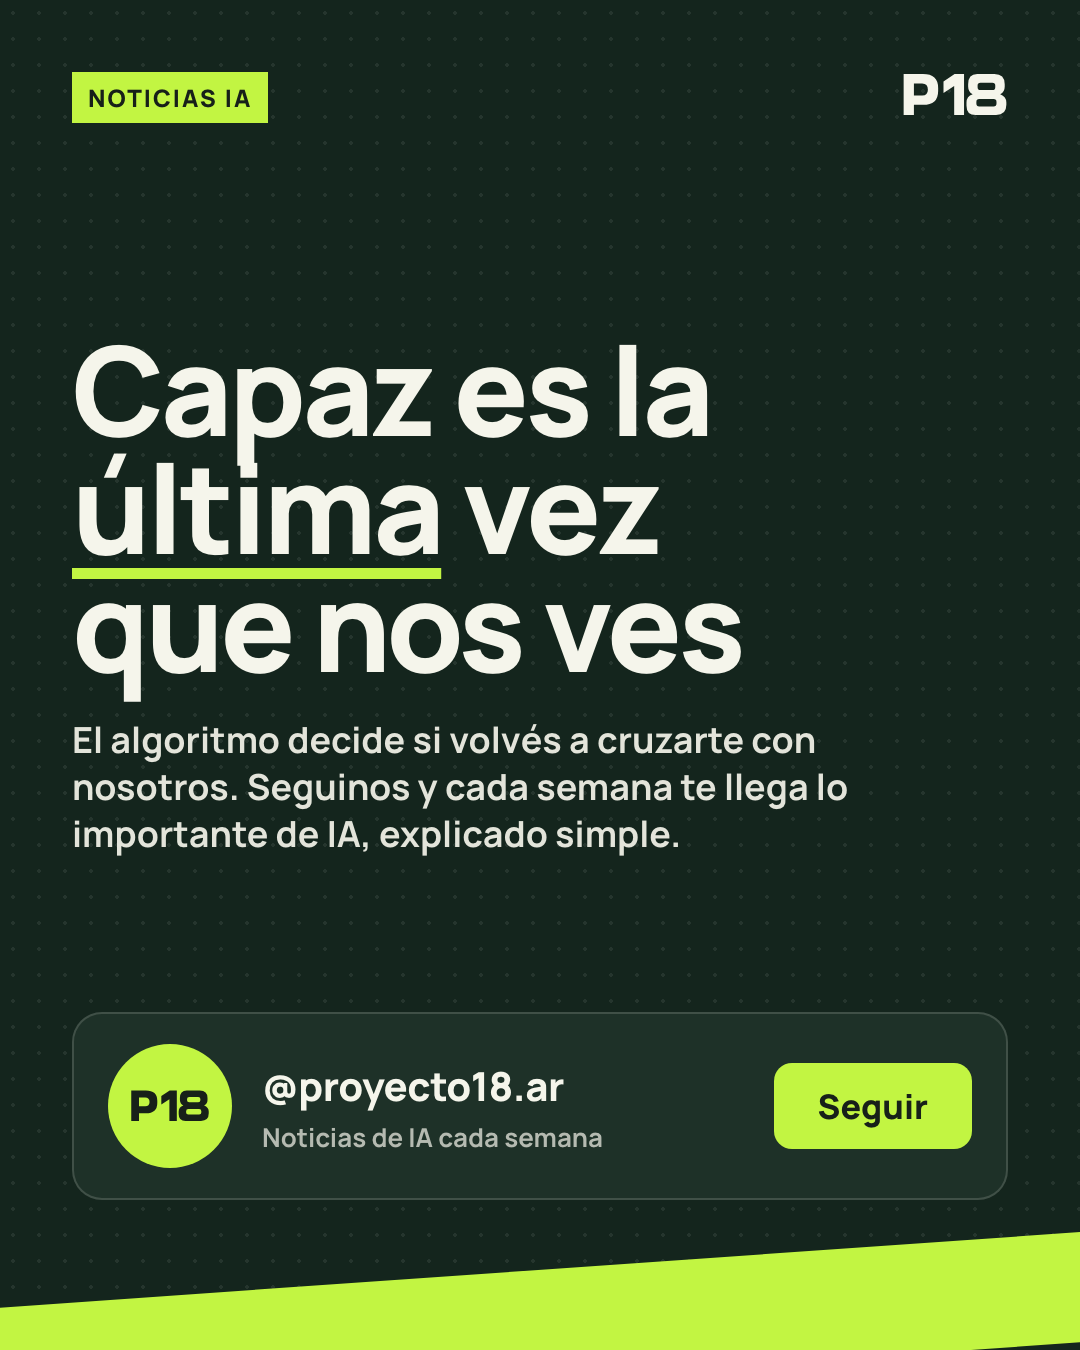 NOTICIAS IA
P18
Capaz es la
última vez
que nos ves
El algoritmo decide si volvés a cruzarte con
nosotros. Seguinos y cada semana te llega lo
importante de IA, explicado simple.
P18
@proyecto18.ar
Noticias de IA cada semana
Seguir